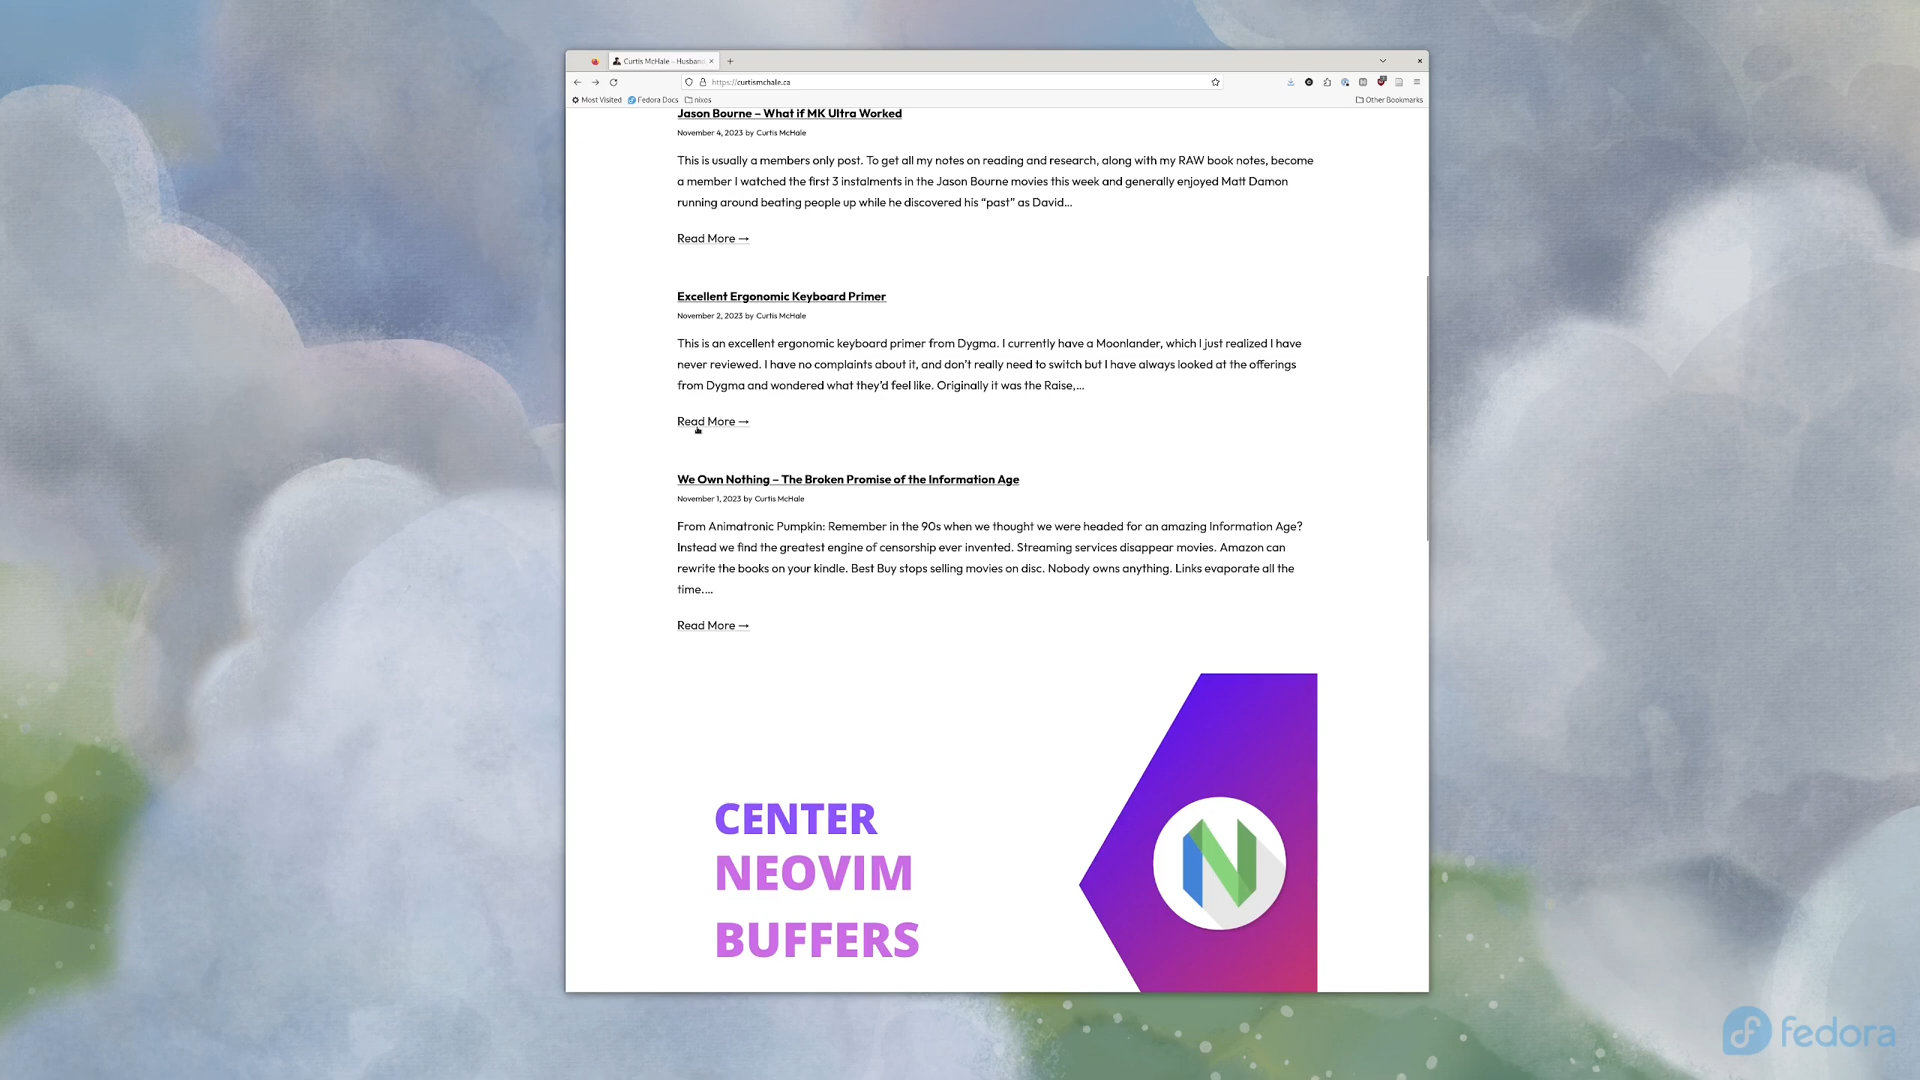 Curtis McHale – Husband
https://curtismchale.ca
Most Visited Fedora Docs nixos Other Bookmarks
Jason Bourne – What if MK Ultra Worked
November 4, 2023 by Curtis McHale
This is usually a members only post. To get all my notes on reading and research, along with my RAW book notes, become
a member I watched the first 3 instalments in the Jason Bourne movies this week and generally enjoyed Matt Damon
running around beating people up while he discovered his “past” as David…
Read More →
Excellent Ergonomic Keyboard Primer
November 2, 2023 by Curtis McHale
This is an excellent ergonomic keyboard primer from Dygma. I currently have a Moonlander, which I just realized I have
never reviewed. I have no complaints about it, and don’t really need to switch but I have always looked at the offerings
from Dygma and wondered what they’d feel like. Originally it was the Raise,…
Read More →
We Own Nothing – The Broken Promise of the Information Age
November 1, 2023 by Curtis McHale
From Animatronic Pumpkin: Remember in the 90s when we thought we were headed for an amazing Information Age?
Instead we find the greatest engine of censorship ever invented. Streaming services disappear movies. Amazon can
rewrite the books on your kindle. Best Buy stops selling movies on disc. Nobody owns anything. Links evaporate all the
time.…
Read More →
CENTER
NEOVIM
BUFFERS
fedora